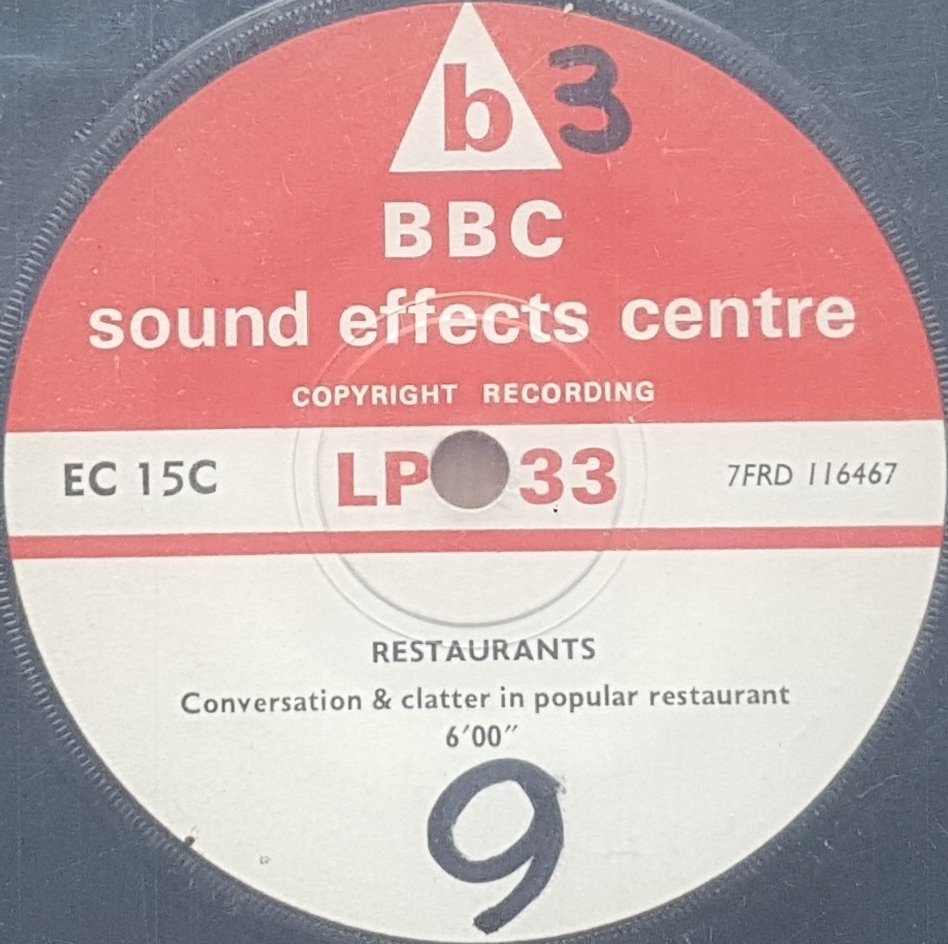 b 3
BBC
sound effects centre
COPYRIGHT RECORDING
EC 15C LP 33 7FRD 116467
RESTAURANTS
Conversation & clatter in popular restaurant
6′00″
9